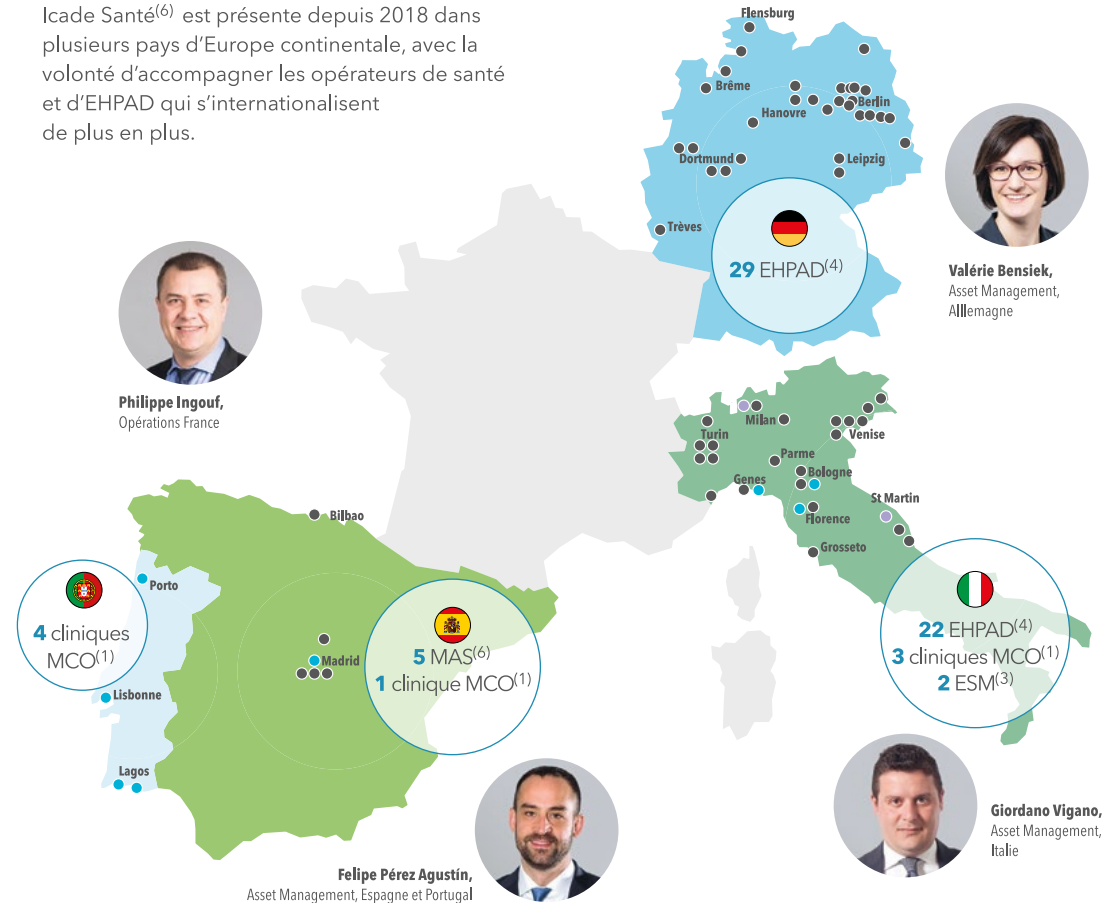 Icade Santé(6) est présente depuis 2018 dans
plusieurs pays d'Europe continentale, avec la
volonté d'accompagner les opérateurs de santé
et d'EHPAD qui s'internationalisent
de plus en plus.
Flensburg
Brême
Berlin
Hanovre
Dortmund
Leipzig
Trèves
29 EHPAD(4)
Valérie Bensiek,
Asset Management,
Alllemagne
Philippe Ingouf,
Opérations France
Milan
Turin
Venise
Parme
Bologne
Genes
St Martin
Florence
Grosseto
22 EHPAD(4)
3 cliniques MCO(1)
2 ESM(3)
Bilbao
Porto
4 cliniques
MCO(1)
Madrid
5 MAS(6)
1 clinique MCO(1)
Lisbonne
Lagos
Felipe Pérez Agustín,
Asset Management, Espagne et Portugal
Giordano Vigano,
Asset Management,
Italie